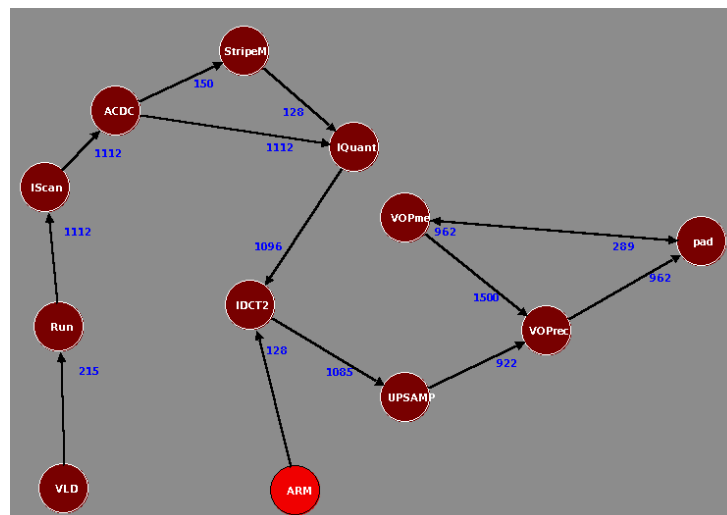 StripeM
150
ACDC
128
1112
1112
IQuant
IScan
VOPme
1112
962
pad
1096
289
962
1500
IDCT2
Run
VOPrec
128
1085
922
215
UPSAMP
VLD
ARM